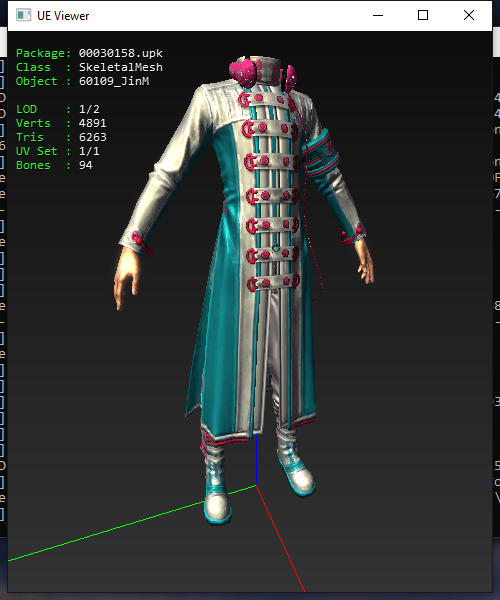 UE Viewer
Package: 00030158.upk
Class : SkeletalMesh
Object : 60109_JinM
LOD : 1/2
Verts : 4891
Tris : 6263
UV Set : 1/1
Bones : 94